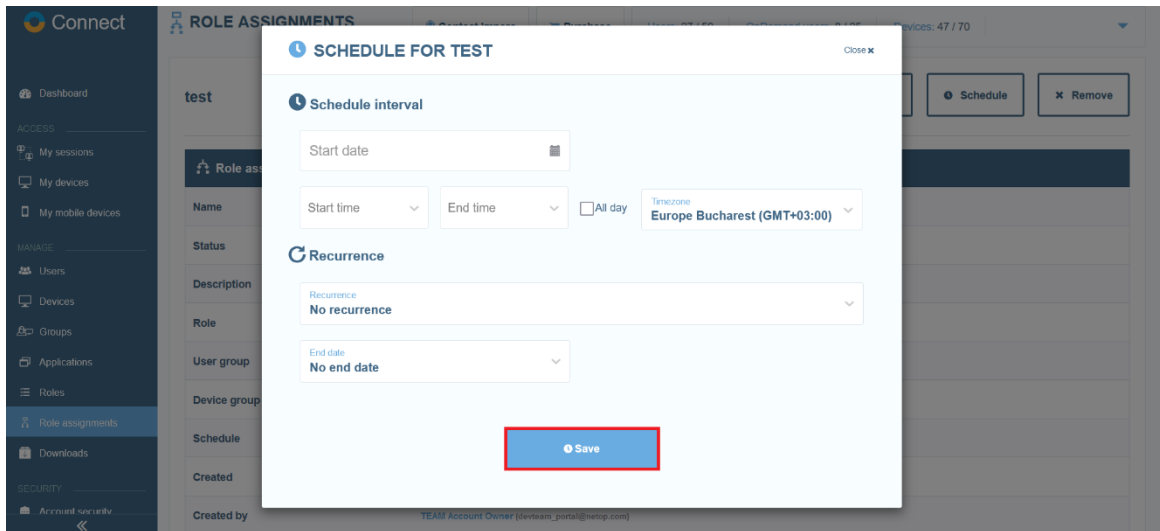 Connect
ROLE ASSIGNMENTS
Devices: 47 / 70
SCHEDULE FOR TEST
Close ×
Dashboard
test
Schedule
× Remove
Schedule interval
ACCESS
My sessions
Start date
My devices
Role ass
My mobile devices
Name
Start time
End time
All day
Timezone
Europe Bucharest (GMT+03:00)
MANAGE
Status
Recurrence
Users
Description
Devices
Recurrence
No recurrence
Groups
Role
Applications
User group
End date
No end date
Roles
Device group
Role assignments
Schedule
Save
Downloads
SECURITY
Created
Account security
Created by
TEAM Account Owner (devteam_portal@netop.com)